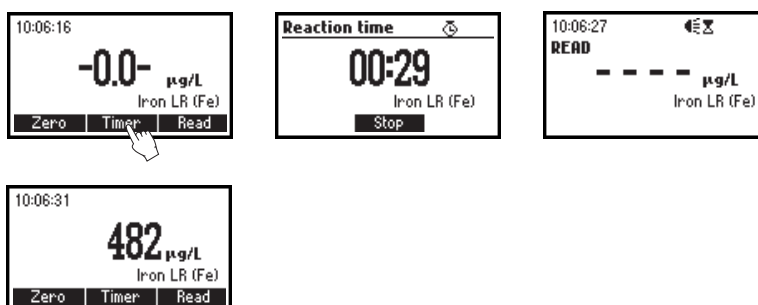 10:06:16
-0.0- µg/L
Iron LR (Fe)
Zero Timer Read
Reaction time
00:29
Iron LR (Fe)
Stop
10:06:27
READ
- - - - µg/L
Iron LR (Fe)
10:06:31
482 µg/L
Iron LR (Fe)
Zero Timer Read